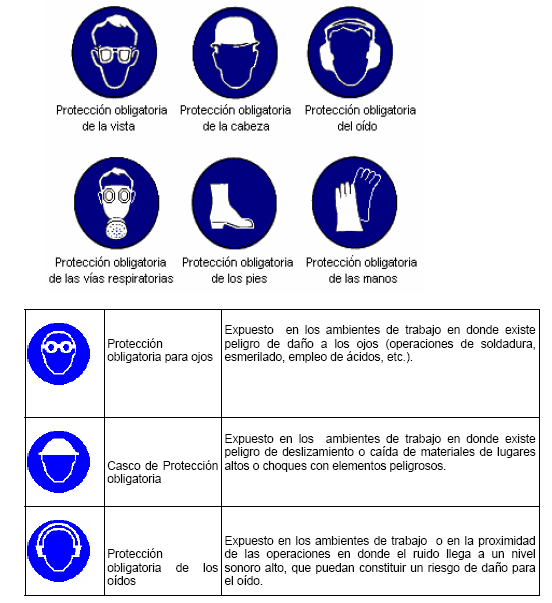 Protección obligatoria de la vista
Protección obligatoria de la cabeza
Protección obligatoria del oído
Protección obligatoria de las vías respiratorias
Protección obligatoria de los pies
Protección obligatoria de las manos
Protección
obligatoria para ojos
Expuesto en los ambientes de trabajo en donde existe
peligro de daño a los ojos (operaciones de soldadura,
esmerilado, empleo de ácidos, etc.).
Casco de Protección
obligatoria
Expuesto en los ambientes de trabajo en donde existe
peligro de deslizamiento o caída de materiales de lugares
altos o choques con elementos peligrosos.
Protección
obligatoria de los
oídos
Expuesto en los ambientes de trabajo o en la proximidad
de las operaciones en donde el ruido llega a un nivel
sonoro alto, que puedan constituir un riesgo de daño para
el oído.